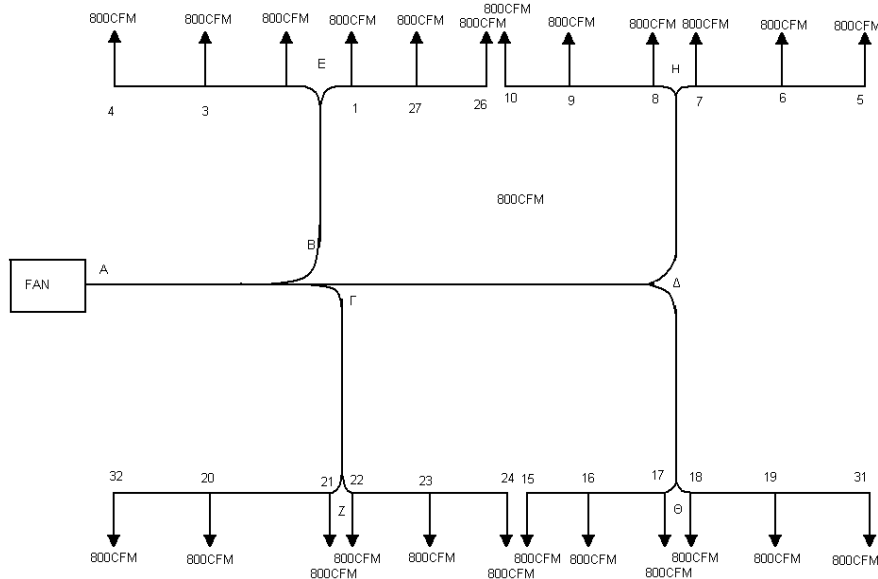 800CFM 800CFM 800CFM 800CFM 800CFM 800CFM 800CFM 800CFM 800CFM 800CFM 800CFM 800CFM
E H
4 3 1 27 26 10 9 8 7 6 5
800CFM
B
A
FAN Δ
Γ
32 20 21 22 23 24 15 16 17 18 19 31
Z Θ
800CFM 800CFM 800CFM 800CFM 800CFM 800CFM 800CFM 800CFM 800CFM 800CFM
800CFM 800CFM